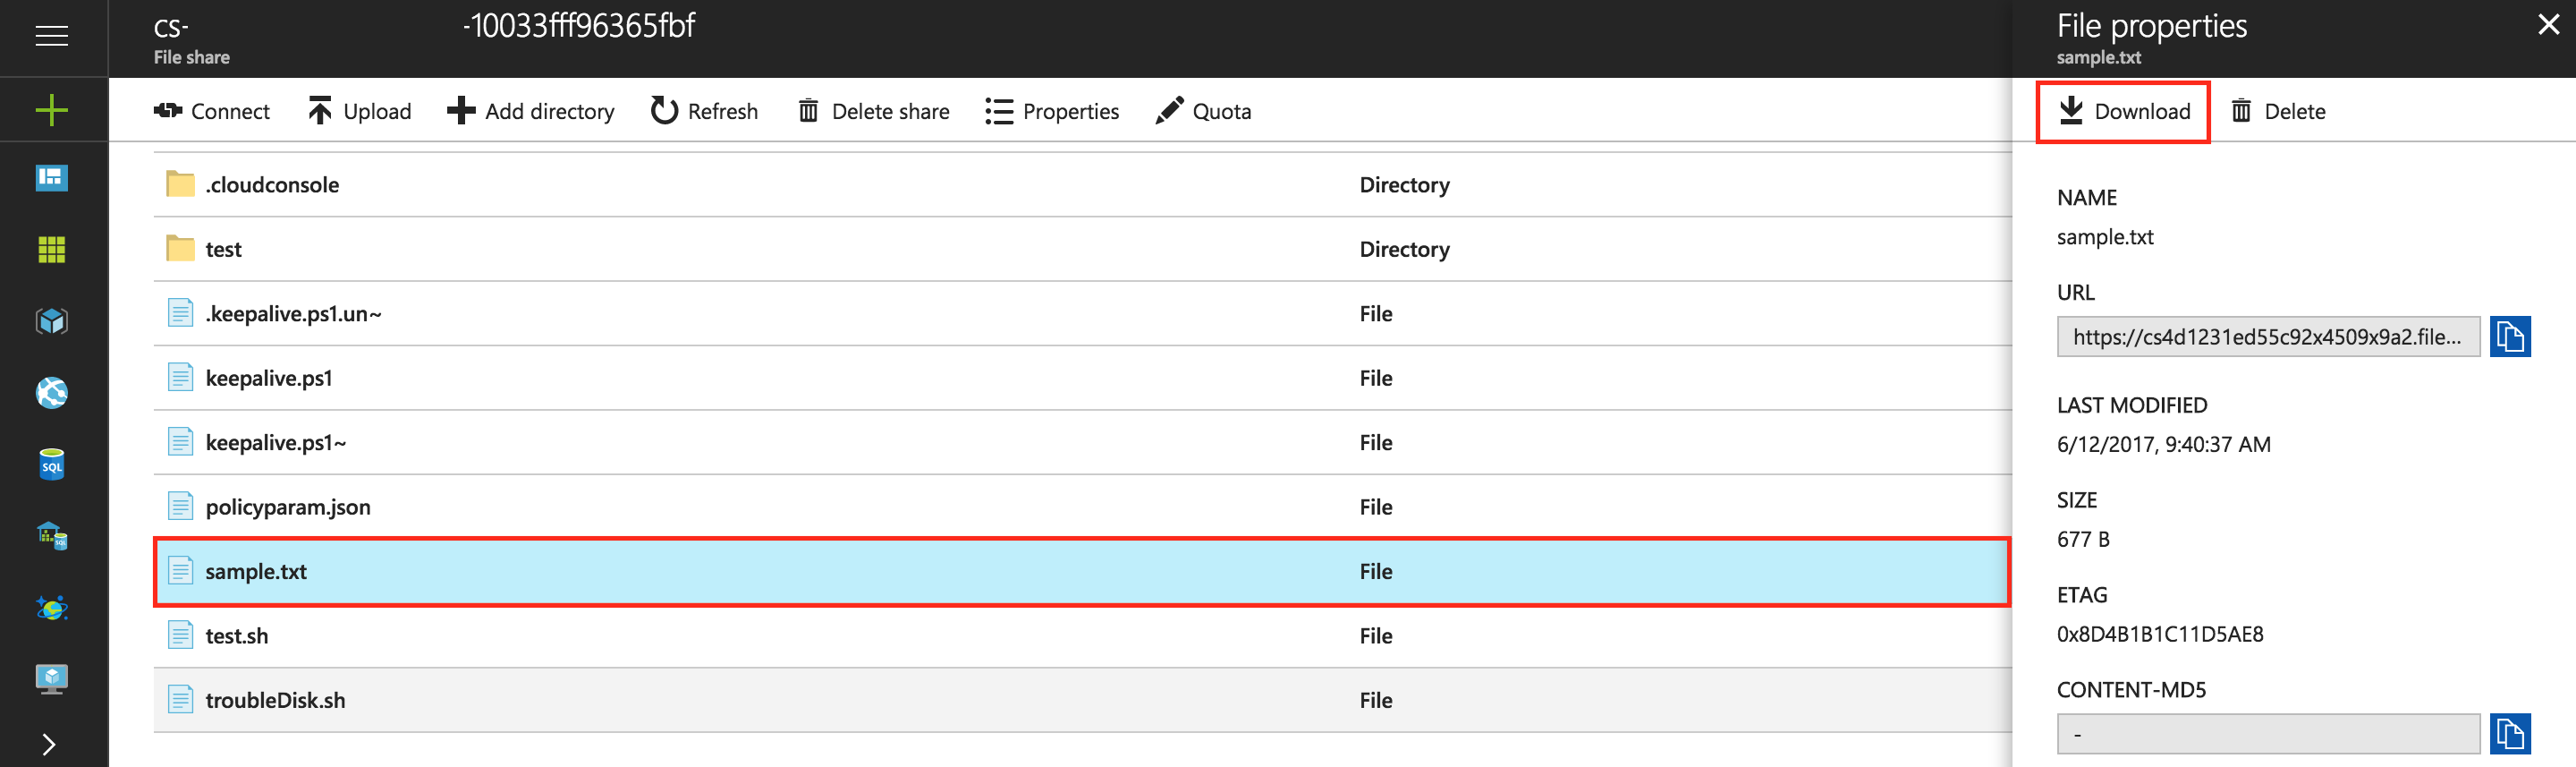 cs- -10033fff96365fbf
File share
Connect Upload Add directory Refresh Delete share Properties Quota
.cloudconsole Directory
test Directory
.keepalive.ps1.un~ File
keepalive.ps1 File
keepalive.ps1~ File
policyparam.json File
sample.txt File
test.sh File
troubleDisk.sh File
SQL
SQL
File properties
sample.txt
Download Delete
NAME
sample.txt
URL
https://cs4d1231ed55c92x4509x9a2.file...
LAST MODIFIED
6/12/2017, 9:40:37 AM
SIZE
677 B
ETAG
0x8D4B1B1C11D5AE8
CONTENT-MD5
-